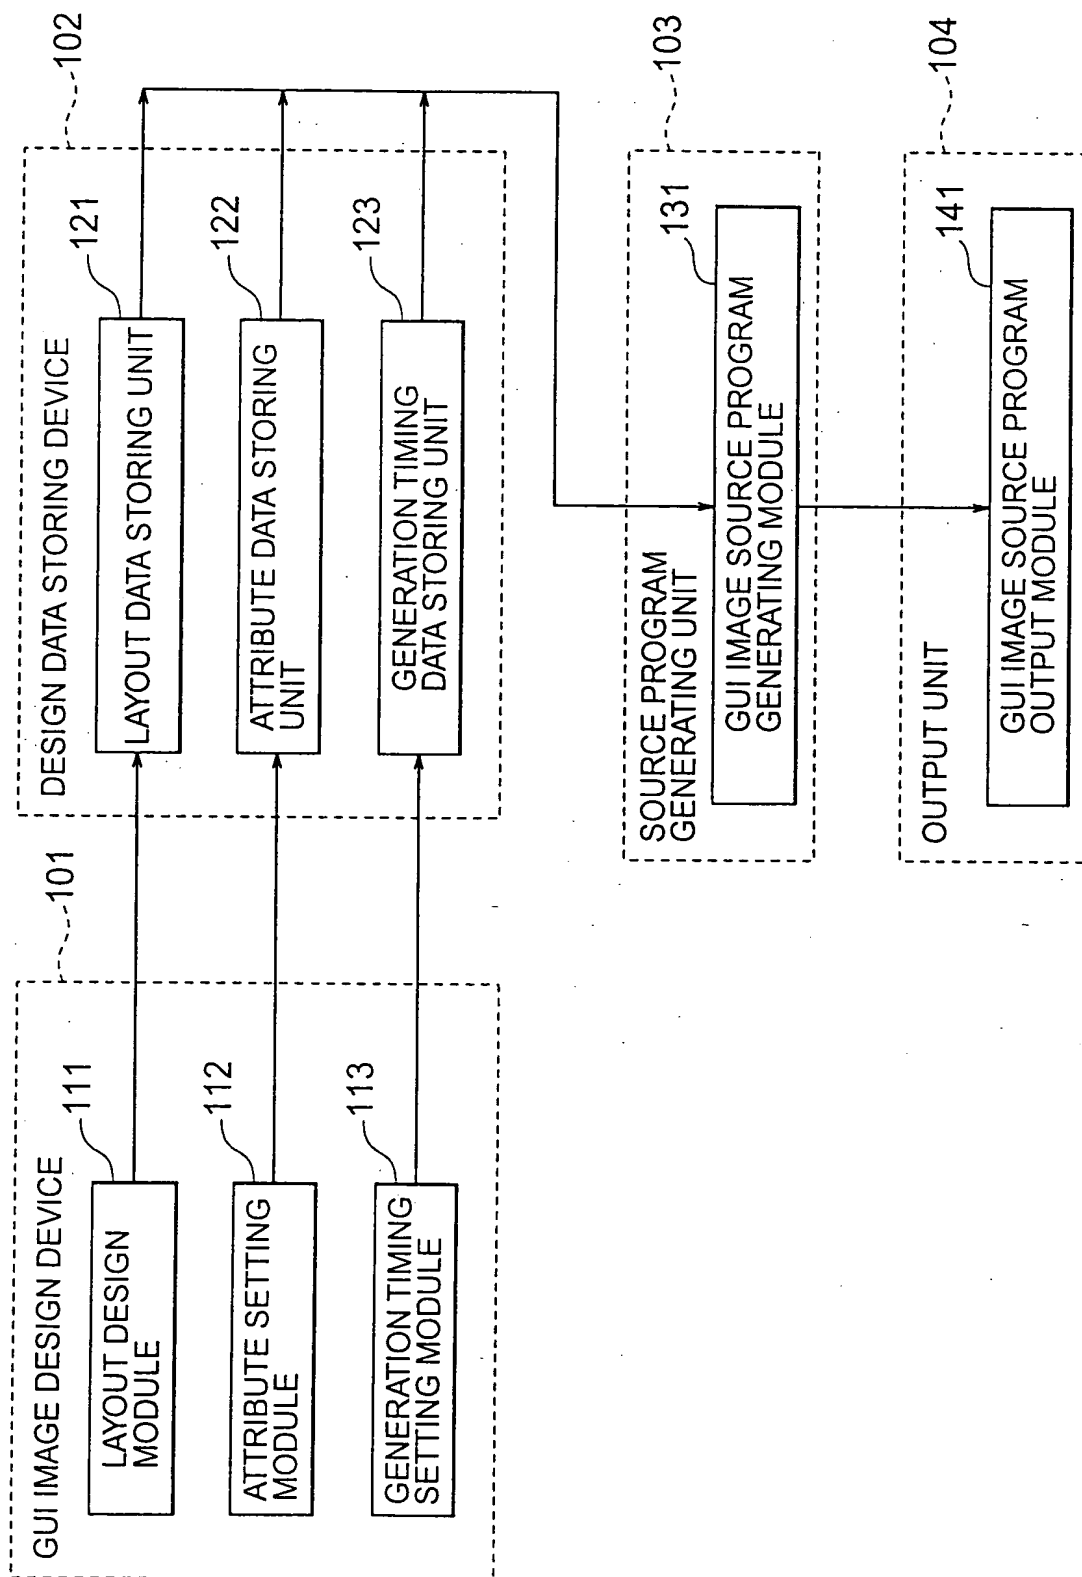 GUI IMAGE DESIGN DEVICE
101
LAYOUT DESIGN
MODULE
111
ATTRIBUTE SETTING
MODULE
112
GENERATION TIMING
SETTING MODULE
113
DESIGN DATA STORING DEVICE
102
LAYOUT DATA STORING UNIT
121
ATTRIBUTE DATA STORING
UNIT
122
GENERATION TIMING
DATA STORING UNIT
123
SOURCE PROGRAM
GENERATING UNIT
103
GUI IMAGE SOURCE PROGRAM
GENERATING MODULE
131
OUTPUT UNIT
104
GUI IMAGE SOURCE PROGRAM
OUTPUT MODULE
141